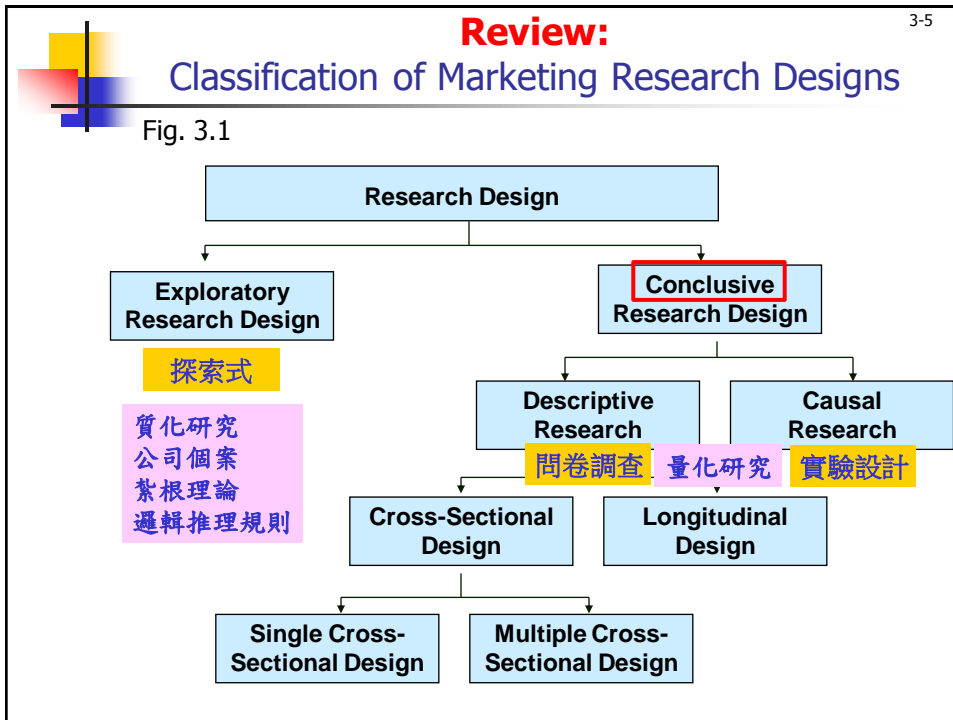 3-5
Review:
Classification of Marketing Research Designs
Fig. 3.1
Research Design
Exploratory
Research Design
Conclusive
Research Design
探索式
質化研究
公司個案
紮根理論
邏輯推理規則
Descriptive
Research
Causal
Research
問卷調查
量化研究
實驗設計
Cross-Sectional
Design
Longitudinal
Design
Single Cross-
Sectional Design
Multiple Cross-
Sectional Design